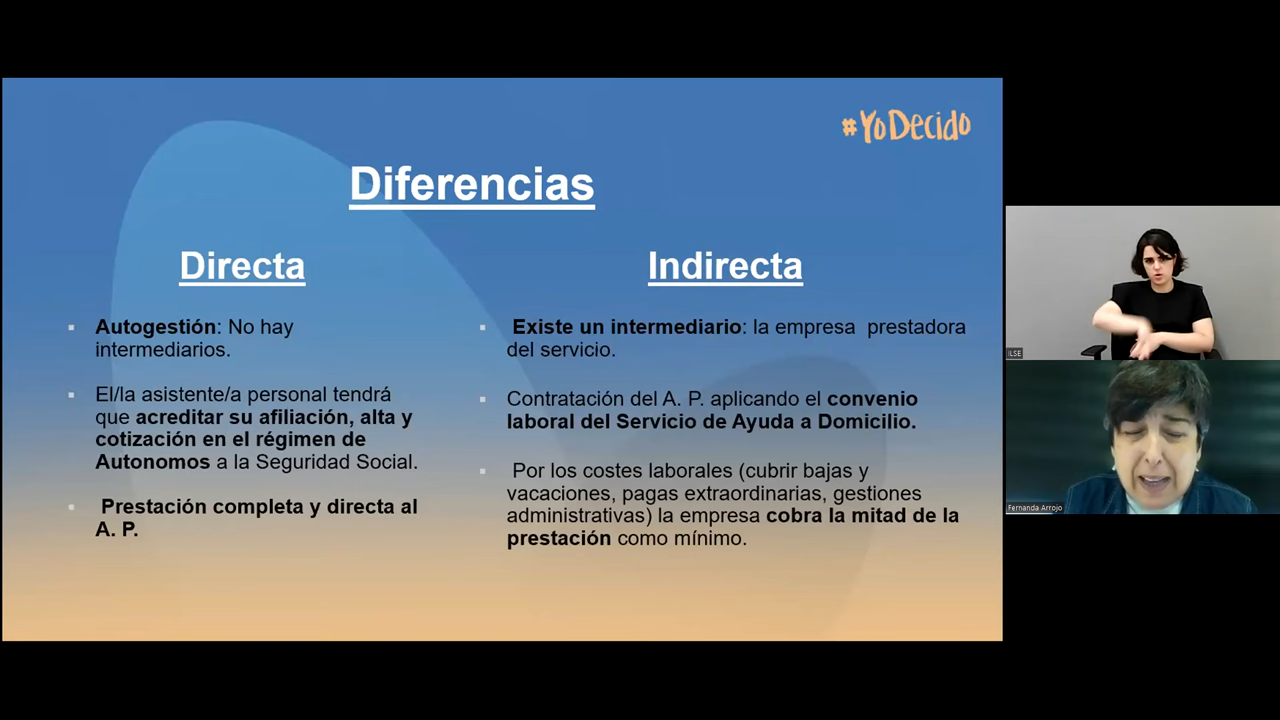 #YoDecido
Diferencias
Directa
Autogestión: No hay
intermediarios.
El/la asistente/a personal tendrá
que acreditar su afiliación, alta y
cotización en el régimen de
Autonomos a la Seguridad Social.
Prestación completa y directa al
A. P.
Indirecta
Existe un intermediario: la empresa prestadora
del servicio.
Contratación del A. P. aplicando el convenio
laboral del Servicio de Ayuda a Domicilio.
Por los costes laborales (cubrir bajas y
vacaciones, pagas extraordinarias, gestiones
administrativas) la empresa cobra la mitad de la
prestación como mínimo.
ILSE
Fernanda Arrojo